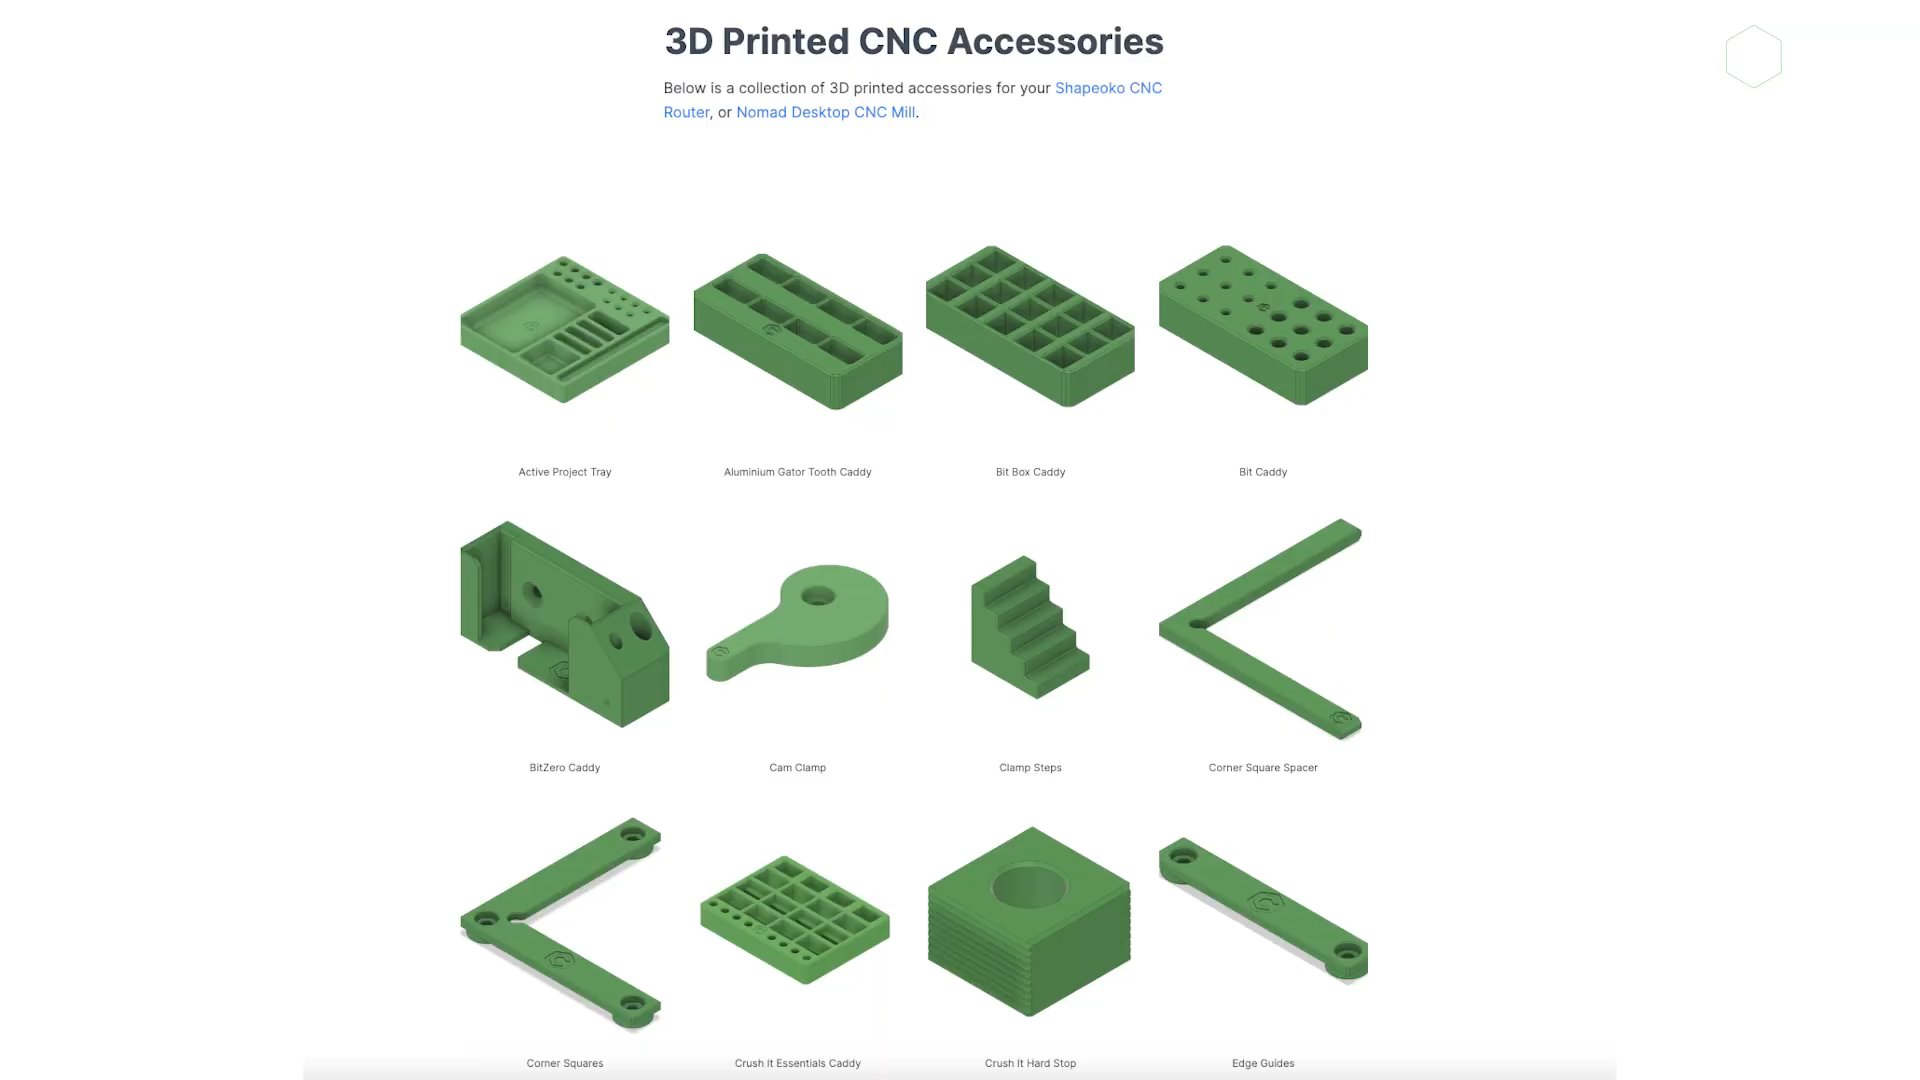 3D Printed CNC Accessories
Below is a collection of 3D printed accessories for your Shapeoko CNC
Router, or Nomad Desktop CNC Mill.
Active Project Tray
Aluminium Gator Tooth Caddy
Bit Box Caddy
Bit Caddy
BitZero Caddy
Cam Clamp
Clamp Steps
Corner Square Spacer
Corner Squares
Crush It Essentials Caddy
Crush It Hard Stop
Edge Guides